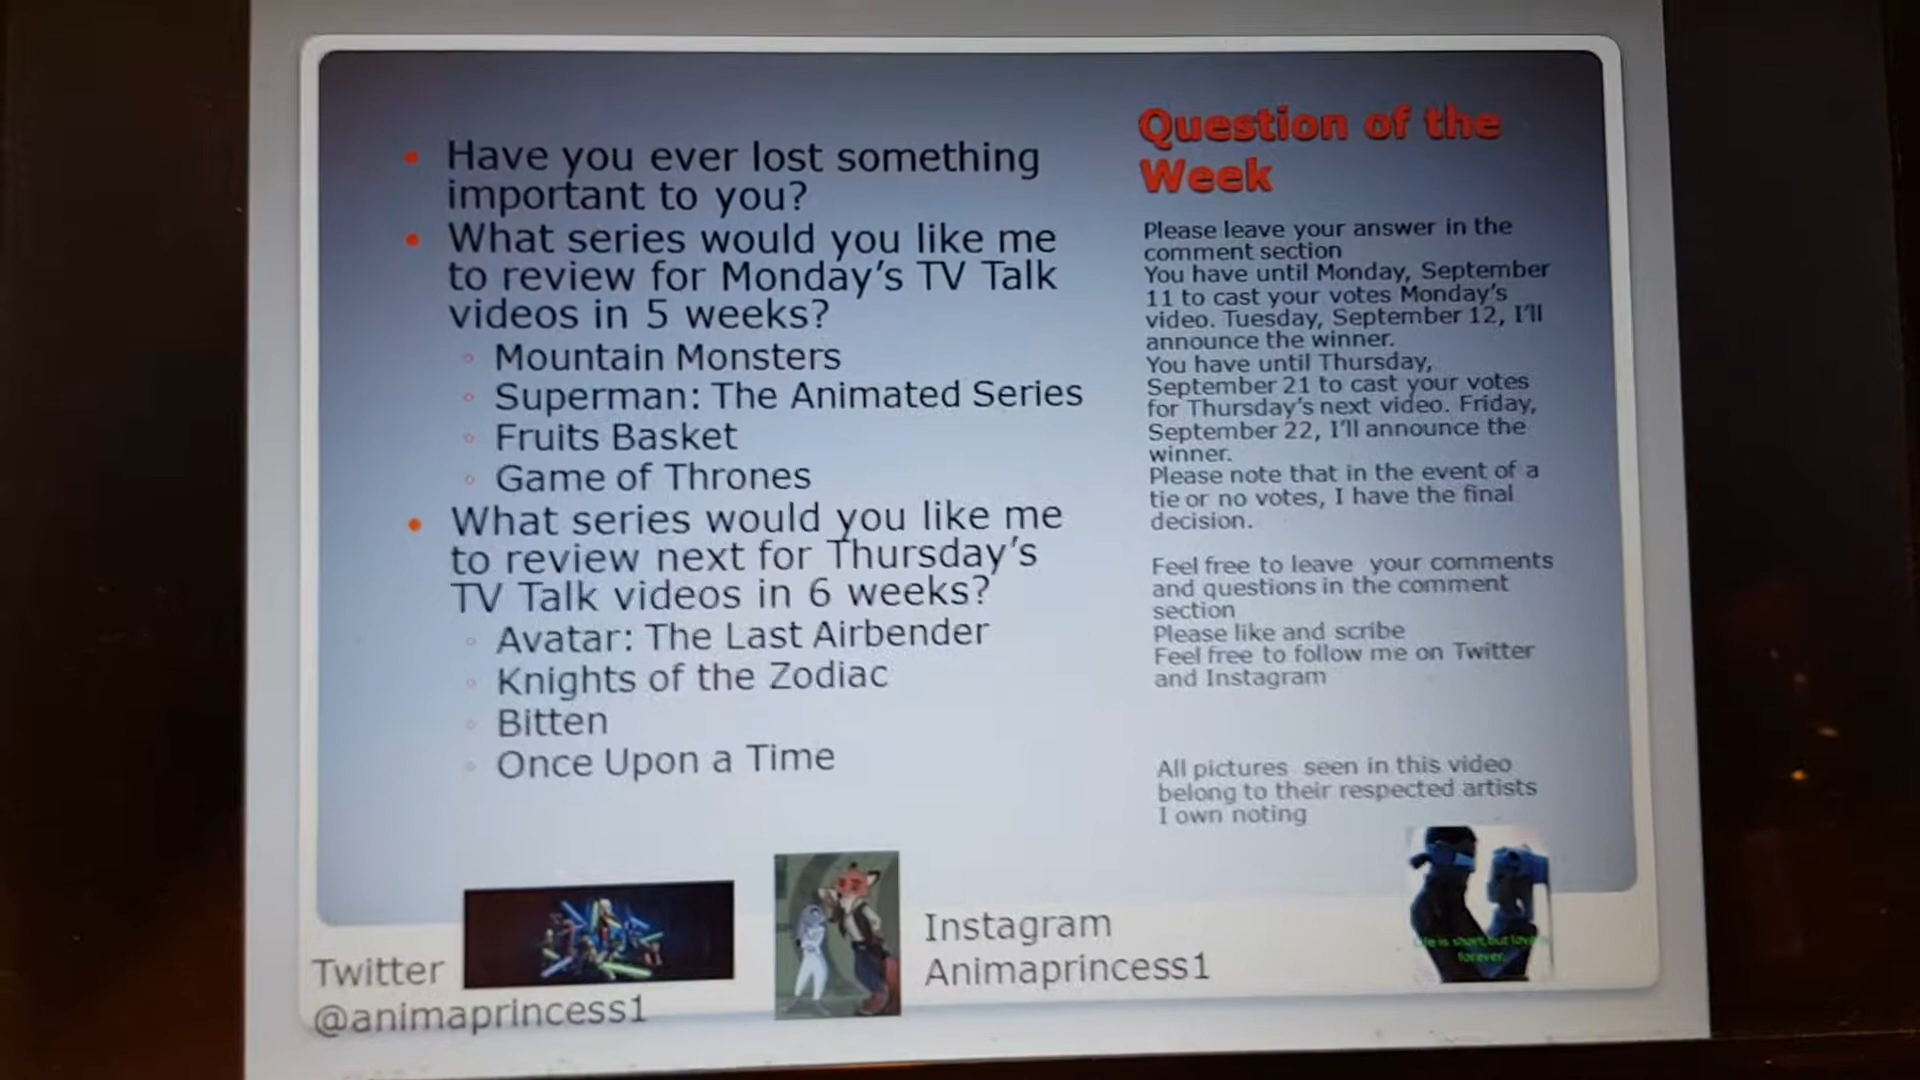 Have you ever lost something
important to you?
What series would you like me
to review for Monday's TV Talk
videos in 5 weeks?
Mountain Monsters
Superman: The Animated Series
Fruits Basket
Game of Thrones
What series would you like me
to review next for Thursday's
TV Talk videos in 6 weeks?
Avatar: The Last Airbender
Knights of the Zodiac
Bitten
Once Upon a Time
Question of the
Week
Please leave your answer in the
comment section
You have until Monday, September
11 to cast your votes Monday's
video. Tuesday, September 12, I'll
announce the winner.
You have until Thursday,
September 21 to cast your votes
for Thursday's next video. Friday,
September 22, I'll announce the
winner.
Please note that in the event of a
tie or no votes, I have the final
decision.
Feel free to leave your comments
and questions in the comment
section
Please like and scribe
Feel free to follow me on Twitter
and Instagram
All pictures seen in this video
belong to their respected artists
I own noting
Twitter
@animaprincess1
Instagram
Animaprincess1
is short, but love
forever.